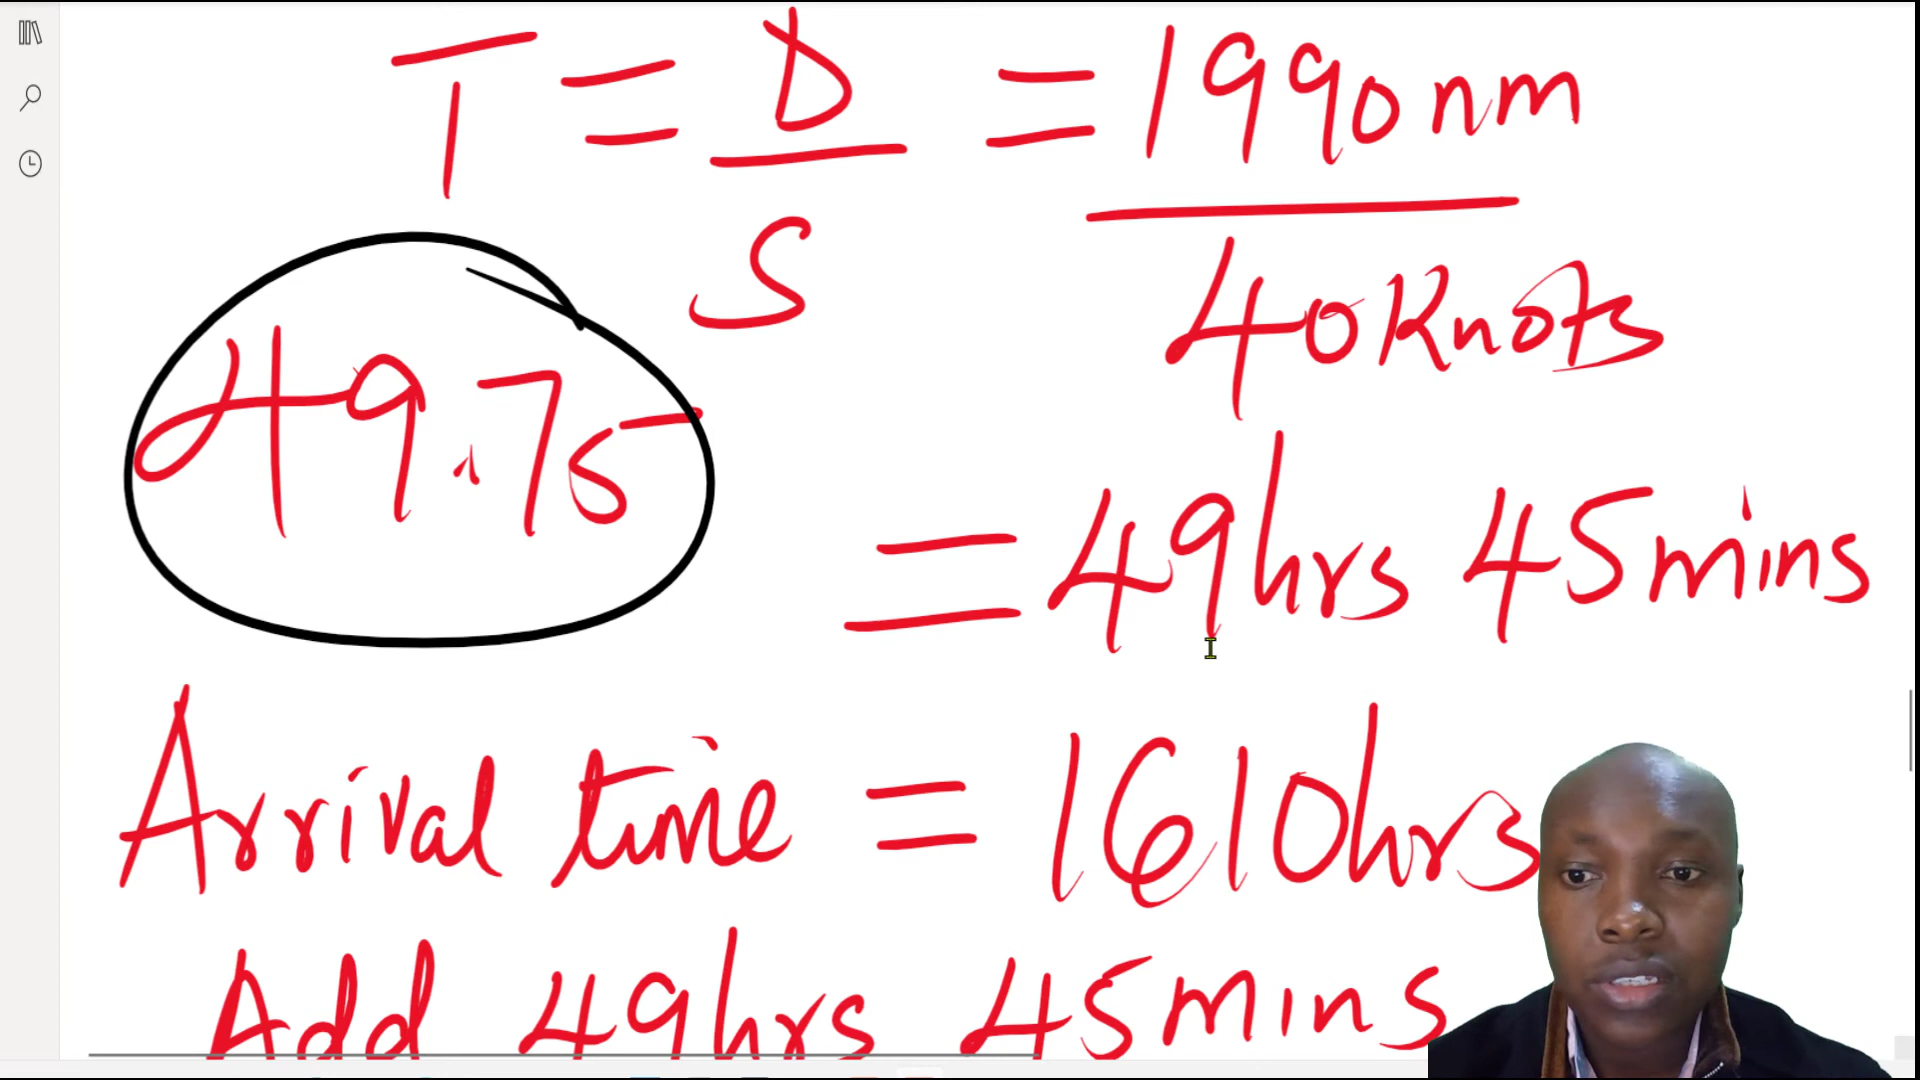 T = D/S = 1990nm/40Knots
49.75
= 49hrs 45mins
Arrival time = 1610hrs
Add 49hrs 45mins